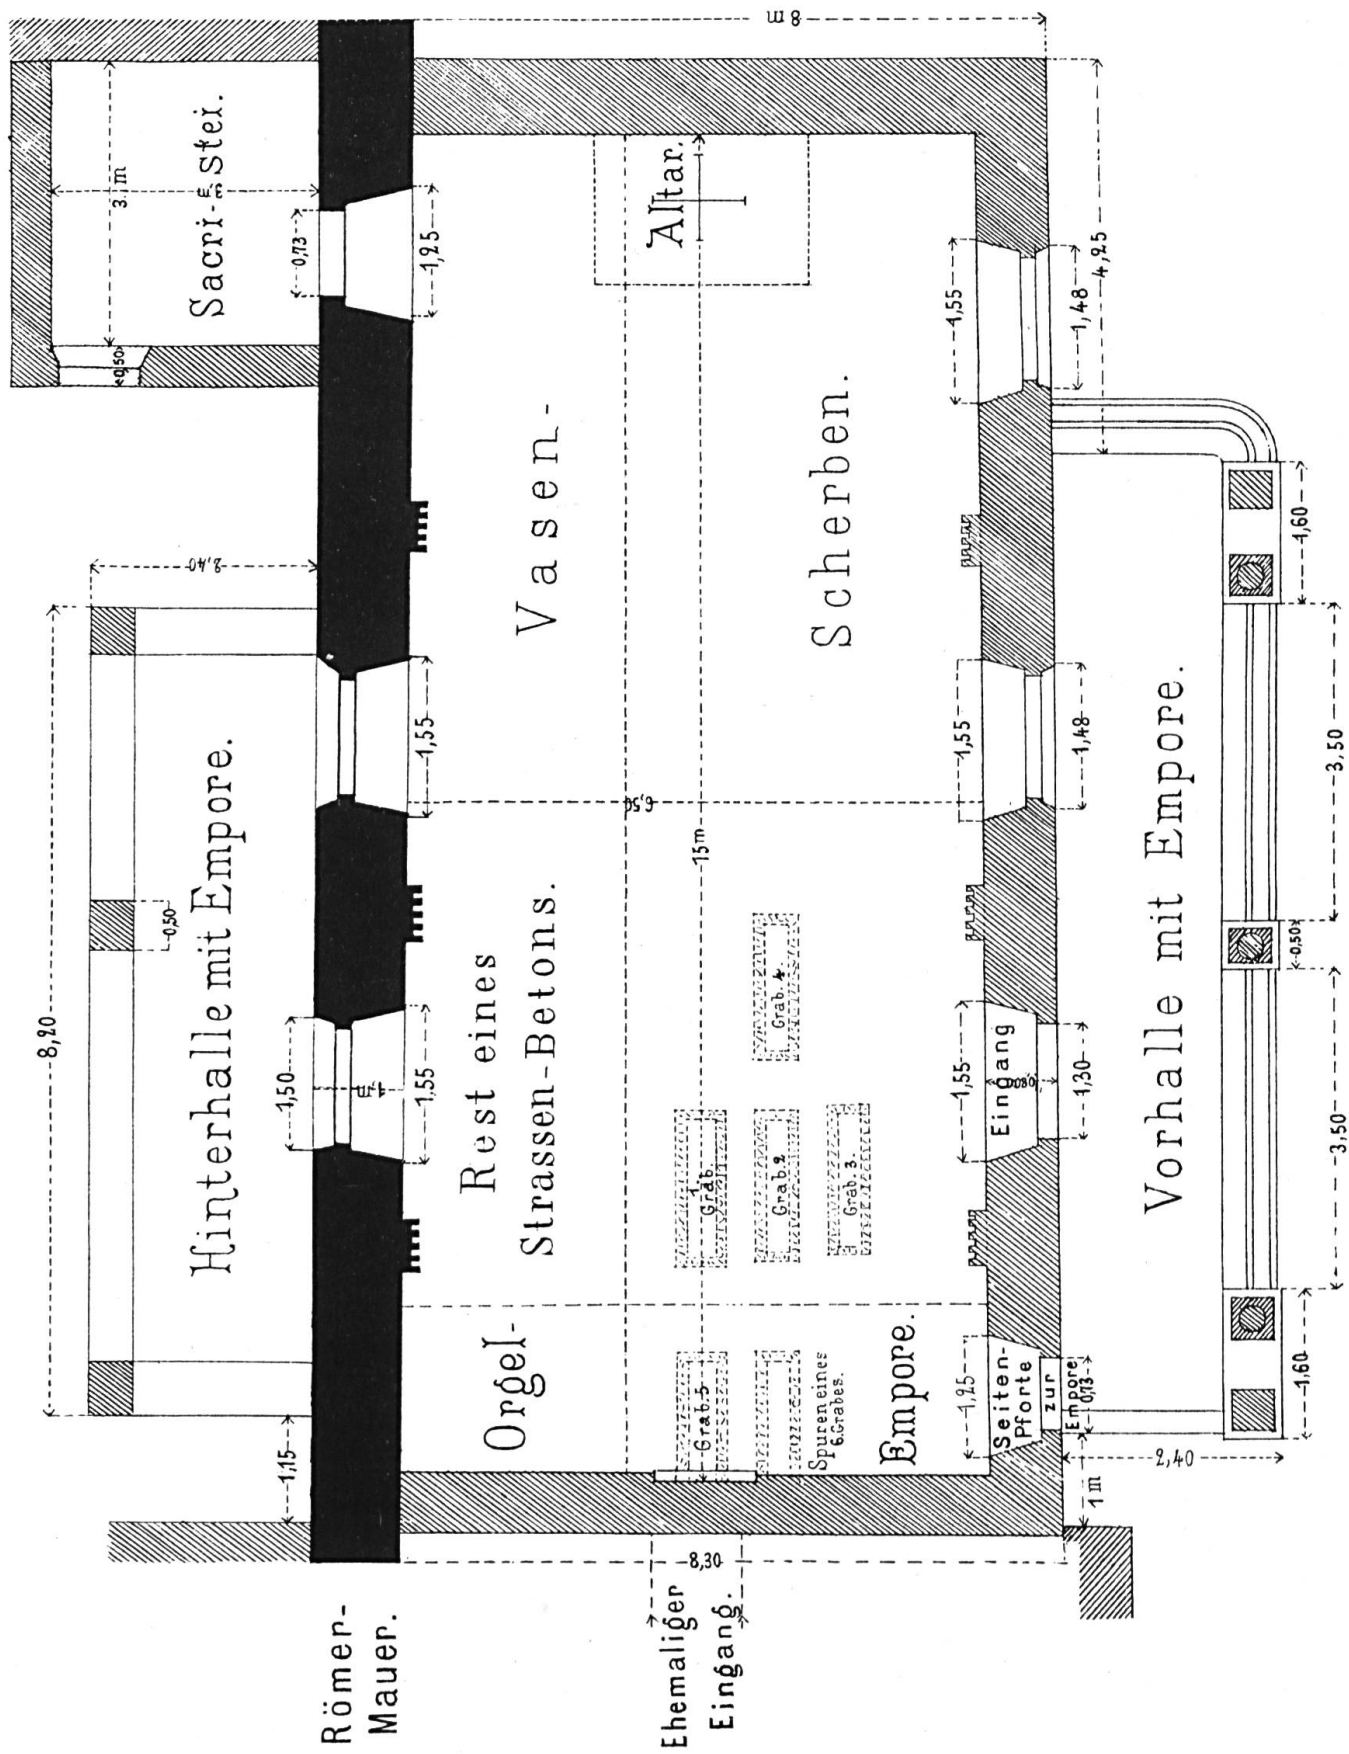 8 m
Sacri-stei.
3. m
3, m
0,50
0,73
1,25
Altar.
1,55
1,48
4,25
2,40
8,20
0,50
Hinterhalle mit Empore.
1,50
1, m
1,55
1,55
Vasen-
Scherben.
6,50
15m
1,55
1,48
Rest eines
Strassen-Betons.
Grab. 4.
1.
Grab.
Grab. 2
Grab. 3.
1,55
Eingang
0,80
1,30
Vorhalle mit Empore.
1,60
3,50
0,50
3,50
1,60
2,40
Orgel-
Empore.
Grab. 5
Spuren eines
6. Grabes.
1,25
Seiten-
Pforte
zur
Empore
0,73
1 m
1,15
8,30
Römer-
Mauer.
Ehemaliger
Eingang.